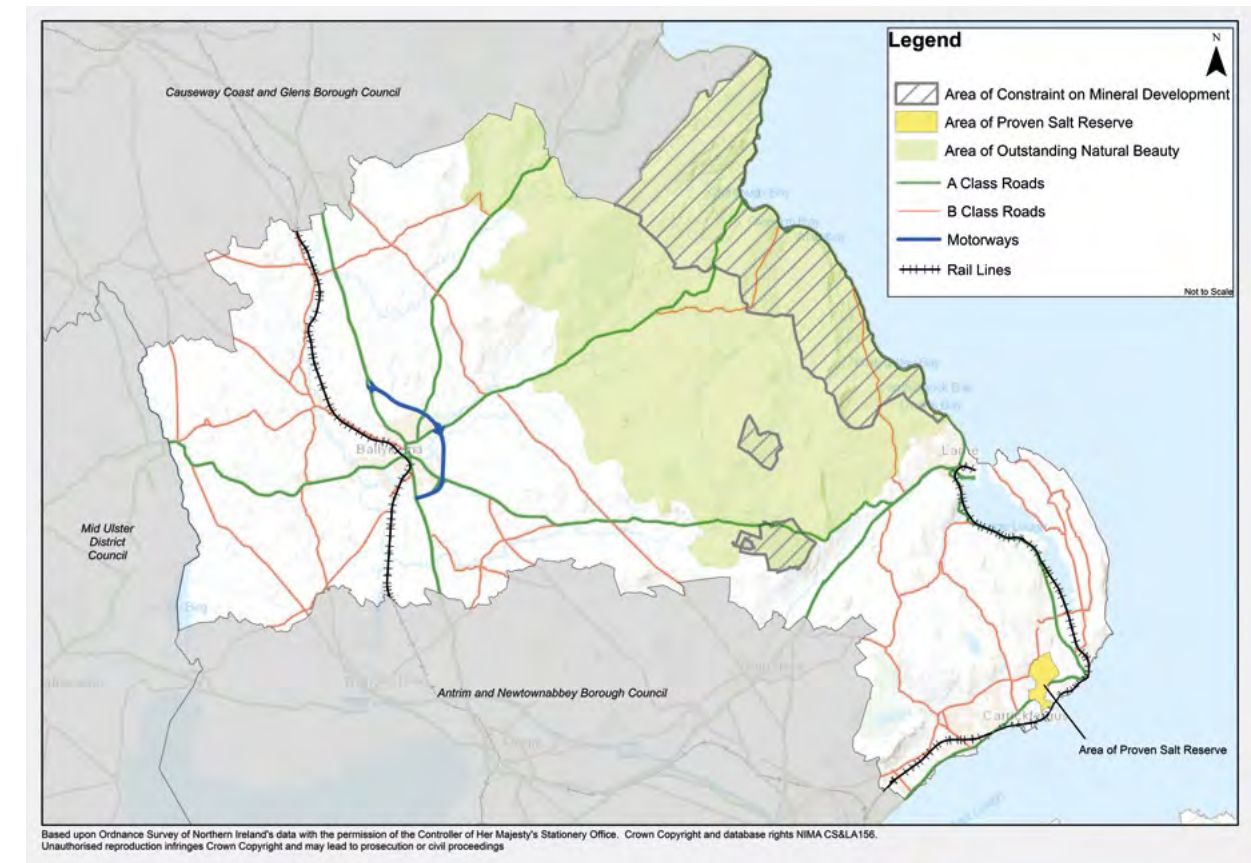 Legend
N
Area of Constraint on Mineral Development
Area of Proven Salt Reserve
Area of Outstanding Natural Beauty
A Class Roads
B Class Roads
Motorways
Rail Lines
Not to Scale
Causeway Coast and Glens Borough Council
Larne
Mid Ulster
District
Council
Antrim and Newtownabbey Borough Council
Carrickfergus
Area of Proven Salt Reserve
Based upon Ordnance Survey of Northern Ireland's data with the permission of the Controller of Her Majesty's Stationery Office. Crown Copyright and database rights NIMA CS&LA156.
Unauthorised reproduction infringes Crown Copyright and may lead to prosecution or civil proceedings